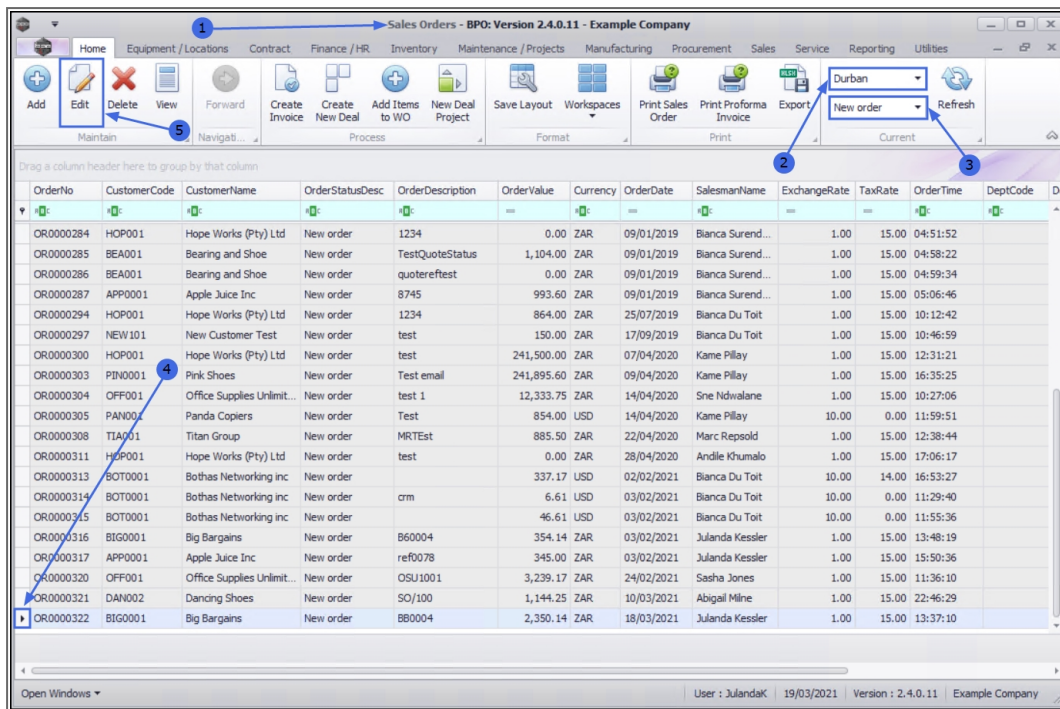 1
Sales Orders - BPO: Version 2.4.0.11 - Example Company
Home Equipment / Locations Contract Finance / HR Inventory Maintenance / Projects Manufacturing Procurement Sales Service Reporting Utilities
Add Edit Delete View Forward Create Invoice Create New Deal Add Items to WO New Deal Project Save Layout Workspaces Print Sales Order Print Proforma Invoice Export Durban New order Refresh
Maintain 5 Navigati... Process Format Print 2 Current 3
Drag a column header here to group by that column
OrderNo CustomerCode CustomerName OrderStatusDesc OrderDescription OrderValue Currency OrderDate SalesmanName ExchangeRate TaxRate OrderTime DeptCode D
OR0000284 HOP001 Hope Works (Pty) Ltd New order 1234 0.00 ZAR 09/01/2019 Bianca Surend... 1.00 15.00 04:51:52
OR0000285 BEA001 Bearing and Shoe New order TestQuoteStatus 1,104.00 ZAR 09/01/2019 Bianca Surend... 1.00 15.00 04:58:22
OR0000286 BEA001 Bearing and Shoe New order quotereftest 0.00 ZAR 09/01/2019 Bianca Surend... 1.00 15.00 04:59:34
OR0000287 APP0001 Apple Juice Inc New order 8745 993.60 ZAR 09/01/2019 Bianca Surend... 1.00 15.00 05:06:46
OR0000294 HOP001 Hope Works (Pty) Ltd New order 1234 864.00 ZAR 25/07/2019 Bianca Du Toit 1.00 15.00 10:12:42
OR0000297 NEW101 New Customer Test New order test 150.00 ZAR 17/09/2019 Bianca Du Toit 1.00 15.00 10:46:59
OR0000300 HOP001 Hope Works (Pty) Ltd New order test 241,500.00 ZAR 07/04/2020 Kame Pillay 1.00 15.00 12:31:21
OR0000303 PIN0001 4 Pink Shoes New order Test email 241,895.60 ZAR 09/04/2020 Kame Pillay 1.00 15.00 16:35:25
OR0000304 OFF001 Office Supplies Unlimit... New order test 1 12,333.75 ZAR 14/04/2020 Sne Ndwalane 1.00 15.00 10:27:06
OR0000305 PAN001 Panda Copiers New order Test 854.00 USD 14/04/2020 Kame Pillay 10.00 0.00 11:59:51
OR0000308 TIA001 Titan Group New order MRTEst 885.50 ZAR 22/04/2020 Marc Repsold 1.00 15.00 12:38:44
OR0000311 HOP001 Hope Works (Pty) Ltd New order test 0.00 ZAR 28/04/2020 Andile Khumalo 1.00 15.00 17:06:17
OR0000313 BOT0001 Bothas Networking inc New order 337.17 USD 02/02/2021 Bianca Du Toit 10.00 14.00 16:53:27
OR0000314 BOT0001 Bothas Networking inc New order crm 6.61 USD 03/02/2021 Bianca Du Toit 10.00 0.00 11:29:40
OR0000315 BOT0001 Bothas Networking inc New order 46.61 USD 03/02/2021 Bianca Du Toit 10.00 0.00 11:55:36
OR0000316 BIG0001 Big Bargains New order B60004 354.14 ZAR 03/02/2021 Julanda Kessler 1.00 15.00 13:48:19
OR0000317 APP0001 Apple Juice Inc New order ref0078 345.00 ZAR 03/02/2021 Julanda Kessler 1.00 15.00 15:50:36
OR0000320 OFF001 Office Supplies Unlimit... New order OSU1001 3,239.17 ZAR 24/02/2021 Sasha Jones 1.00 15.00 11:36:10
OR0000321 DAN002 Dancing Shoes New order SO/100 1,144.25 ZAR 10/03/2021 Abigail Milne 1.00 15.00 22:46:29
OR0000322 BIG0001 Big Bargains New order BB0004 2,350.14 ZAR 18/03/2021 Julanda Kessler 1.00 15.00 13:37:10
Open Windows User : JulandaK 19/03/2021 Version : 2.4.0.11 Example Company